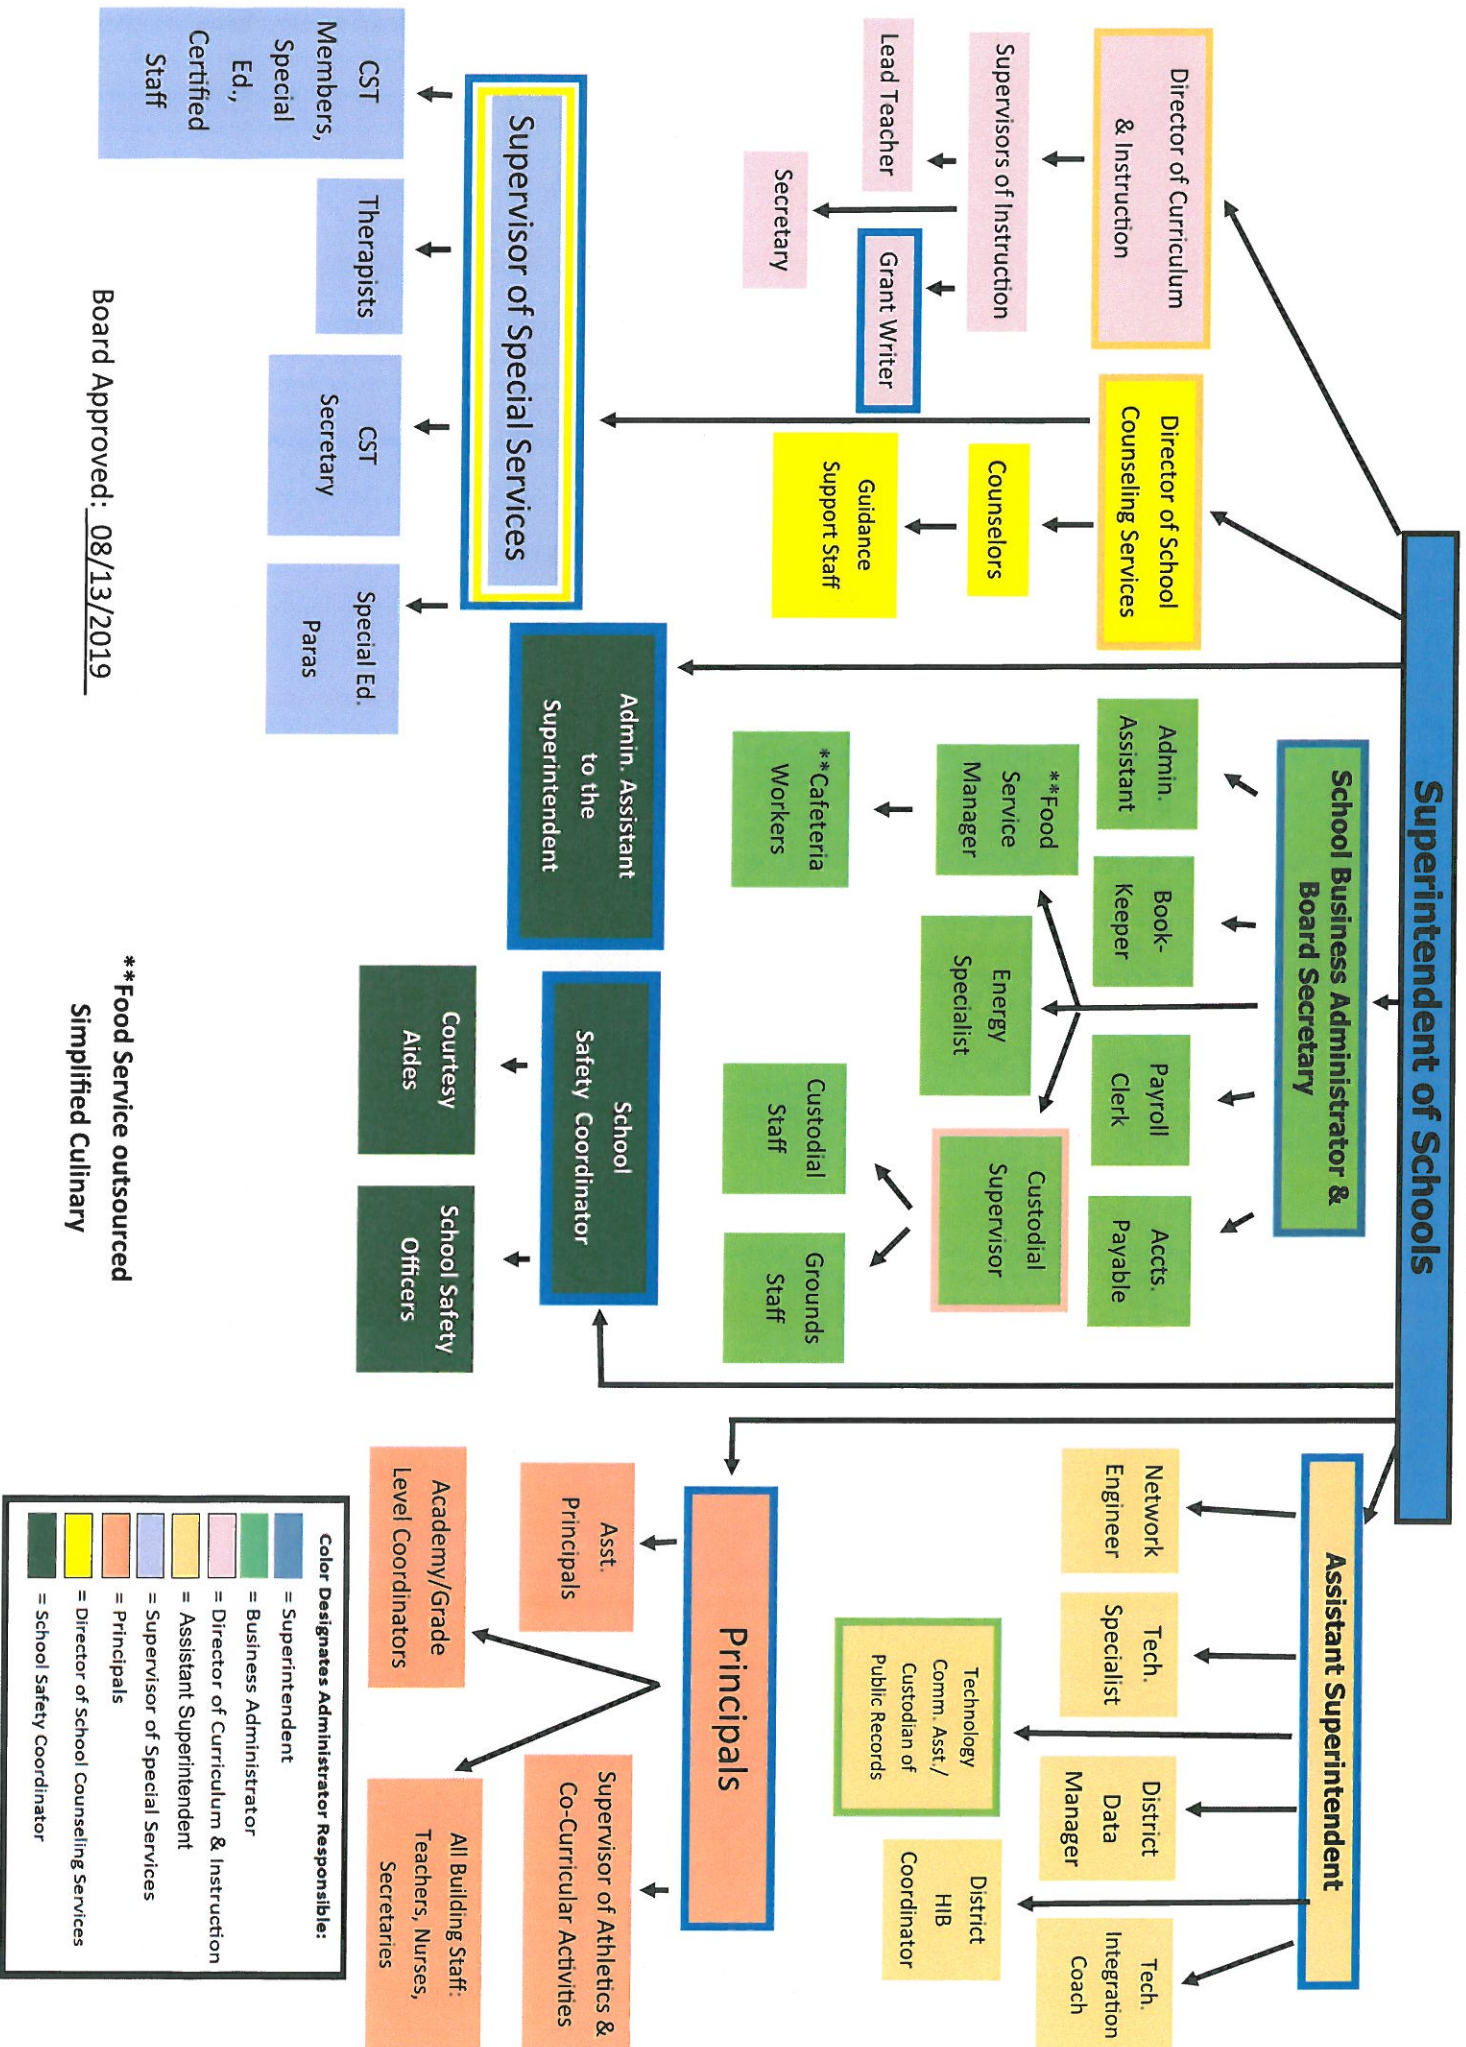 Superintendent of Schools
Director of Curriculum
& Instruction
Supervisors of Instruction
Lead Teacher
Secretary
Grant Writer
Director of School
Counseling Services
Counselors
Guidance
Support Staff
Supervisor of Special Services
CST
Members,
Special
Ed.,
Certified
Staff
Therapists
CST
Secretary
Special Ed.
Paras
Admin. Assistant
to the
Superintendent
School Business Administrator &
Board Secretary
Admin.
Assistant
Book-
Keeper
Payroll
Clerk
Accts.
Payable
**Food
Service
Manager
Energy
Specialist
Custodial
Supervisor
**Cafeteria
Workers
Custodial
Staff
Grounds
Staff
School
Safety Coordinator
Courtesy
Aides
School Safety
Officers
Assistant Superintendent
Network
Engineer
Tech.
Specialist
District
Data
Manager
Tech.
Integration
Coach
Technology
Comm. Asst./
Custodian of
Public Records
District
HIB
Coordinator
Principals
Asst.
Principals
Supervisor of Athletics &
Co-Curricular Activities
Academy/Grade
Level Coordinators
All Building Staff:
Teachers, Nurses,
Secretaries
Board Approved: 08/13/2019
**Food Service outsourced
Simplified Culinary
Color Designates Administrator Responsible:
= Superintendent
= Business Administrator
= Director of Curriculum & Instruction
= Assistant Superintendent
= Supervisor of Special Services
= Principals
= Director of School Counseling Services
= School Safety Coordinator